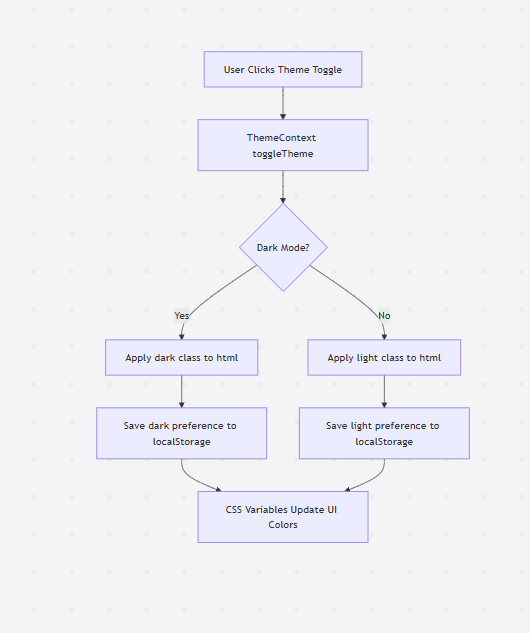 User Clicks Theme Toggle
ThemeContext
toggleTheme
Dark Mode?
Yes
No
Apply dark class to html
Apply light class to html
Save dark preference to
localStorage
Save light preference to
localStorage
CSS Variables Update UI
Colors